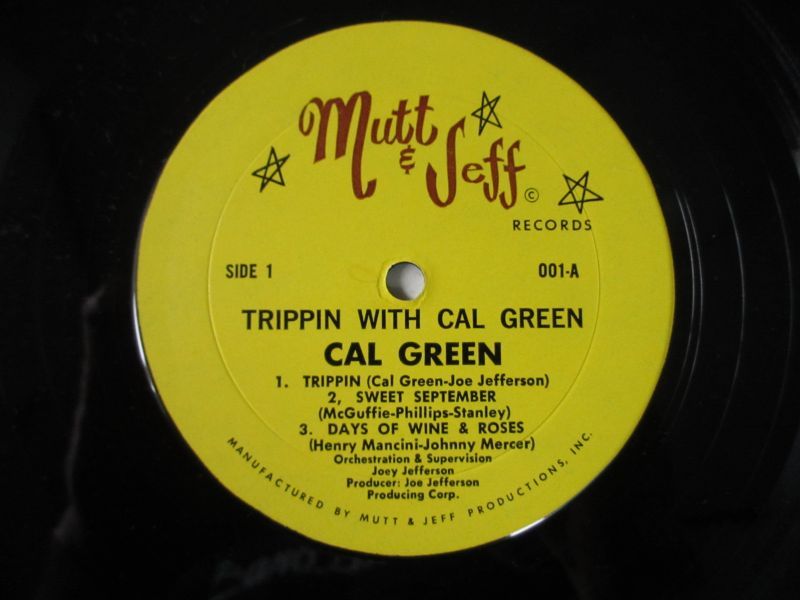 Mutt
& Jeff ©
RECORDS
SIDE 1
001-A
TRIPPIN WITH CAL GREEN
CAL GREEN
1. TRIPPIN (Cal Green-Joe Jefferson)
2, SWEET SEPTEMBER
(McGuffie-Phillips-Stanley)
3. DAYS OF WINE & ROSES
(Henry Mancini-Johnny Mercer)
Orchestration & Supervision
Joey Jefferson
Producer: Joe Jefferson
Producing Corp.
MANUFACTURED BY MUTT & JEFF PRODUCTIONS, INC.